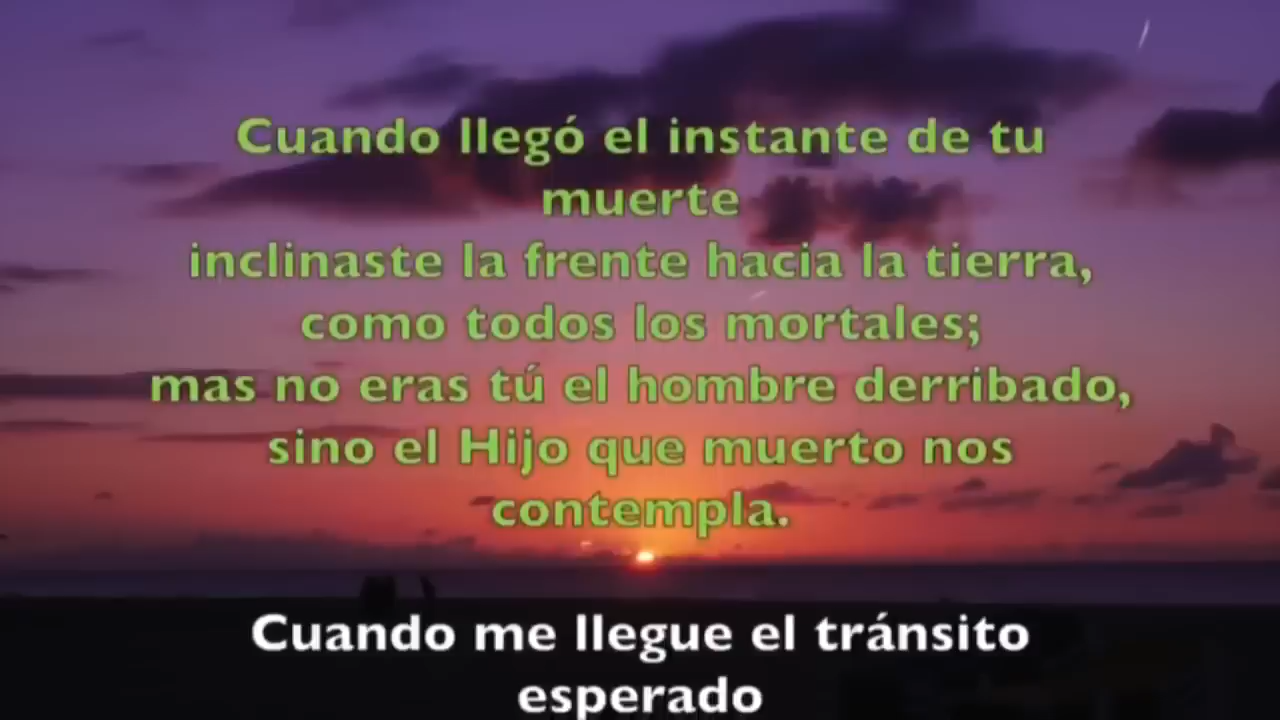 Cuando llegó el instante de tu
muerte
inclinaste la frente hacia la tierra,
como todos los mortales;
mas no eras tú el hombre derribado,
sino el Hijo que muerto nos
contempla.
Cuando me llegue el tránsito
esperado